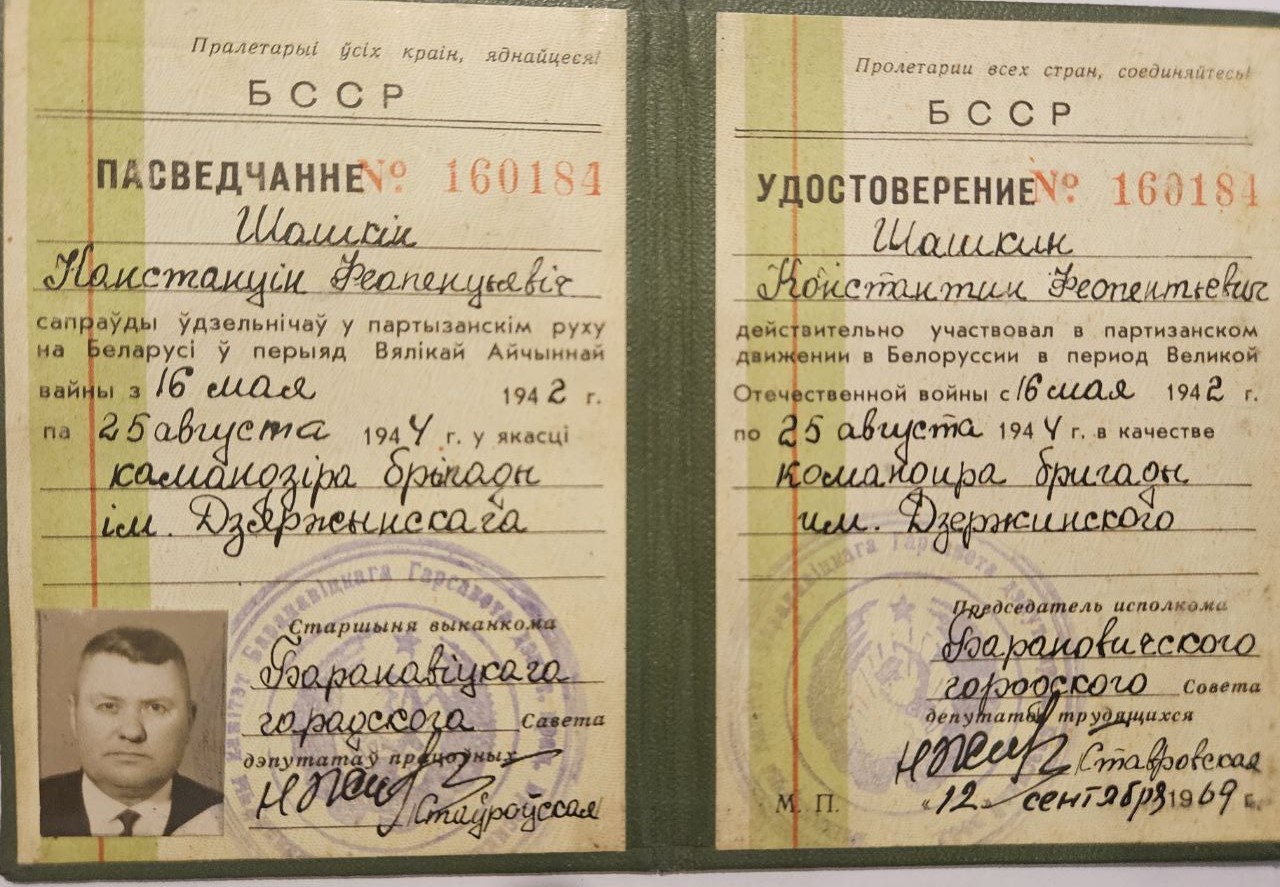 Пралетарыі ўсіх краін, яднайцеся!
БССР
ПАСВЕДЧАННЕ № 160184
Шашкін
Канстанцін Феапенцьевіч
сапраўды ўдзельнічаў у партызанскім руху
на Беларусі ў перыяд Вялікай Айчыннай
вайны з 16 мая 1942 г.
па 25 августа 1944 г. у якасці
камандзіра брігады
ім. Дзяржынскага
Старшыня выканкома
Баранавіцкага
гарадскога Савета
дэпутатаў працоўных
Стаўроўская
Пролетарии всех стран, соединяйтесь!
БССР
УДОСТОВЕРЕНИЕ № 160184
Шашкин
Константин Феопентьевич
действительно участвовал в партизанском
движении в Белоруссии в период Великой
Отечественной войны с 16 мая 1942 г.
по 25 августа 1944 г. в качестве
командира бригады
им. Дзержинского
Председатель исполкома
Барановичского
городского Совета
депутатов трудящихся
Ставровская
М. П. "12" сентября 1969 г.